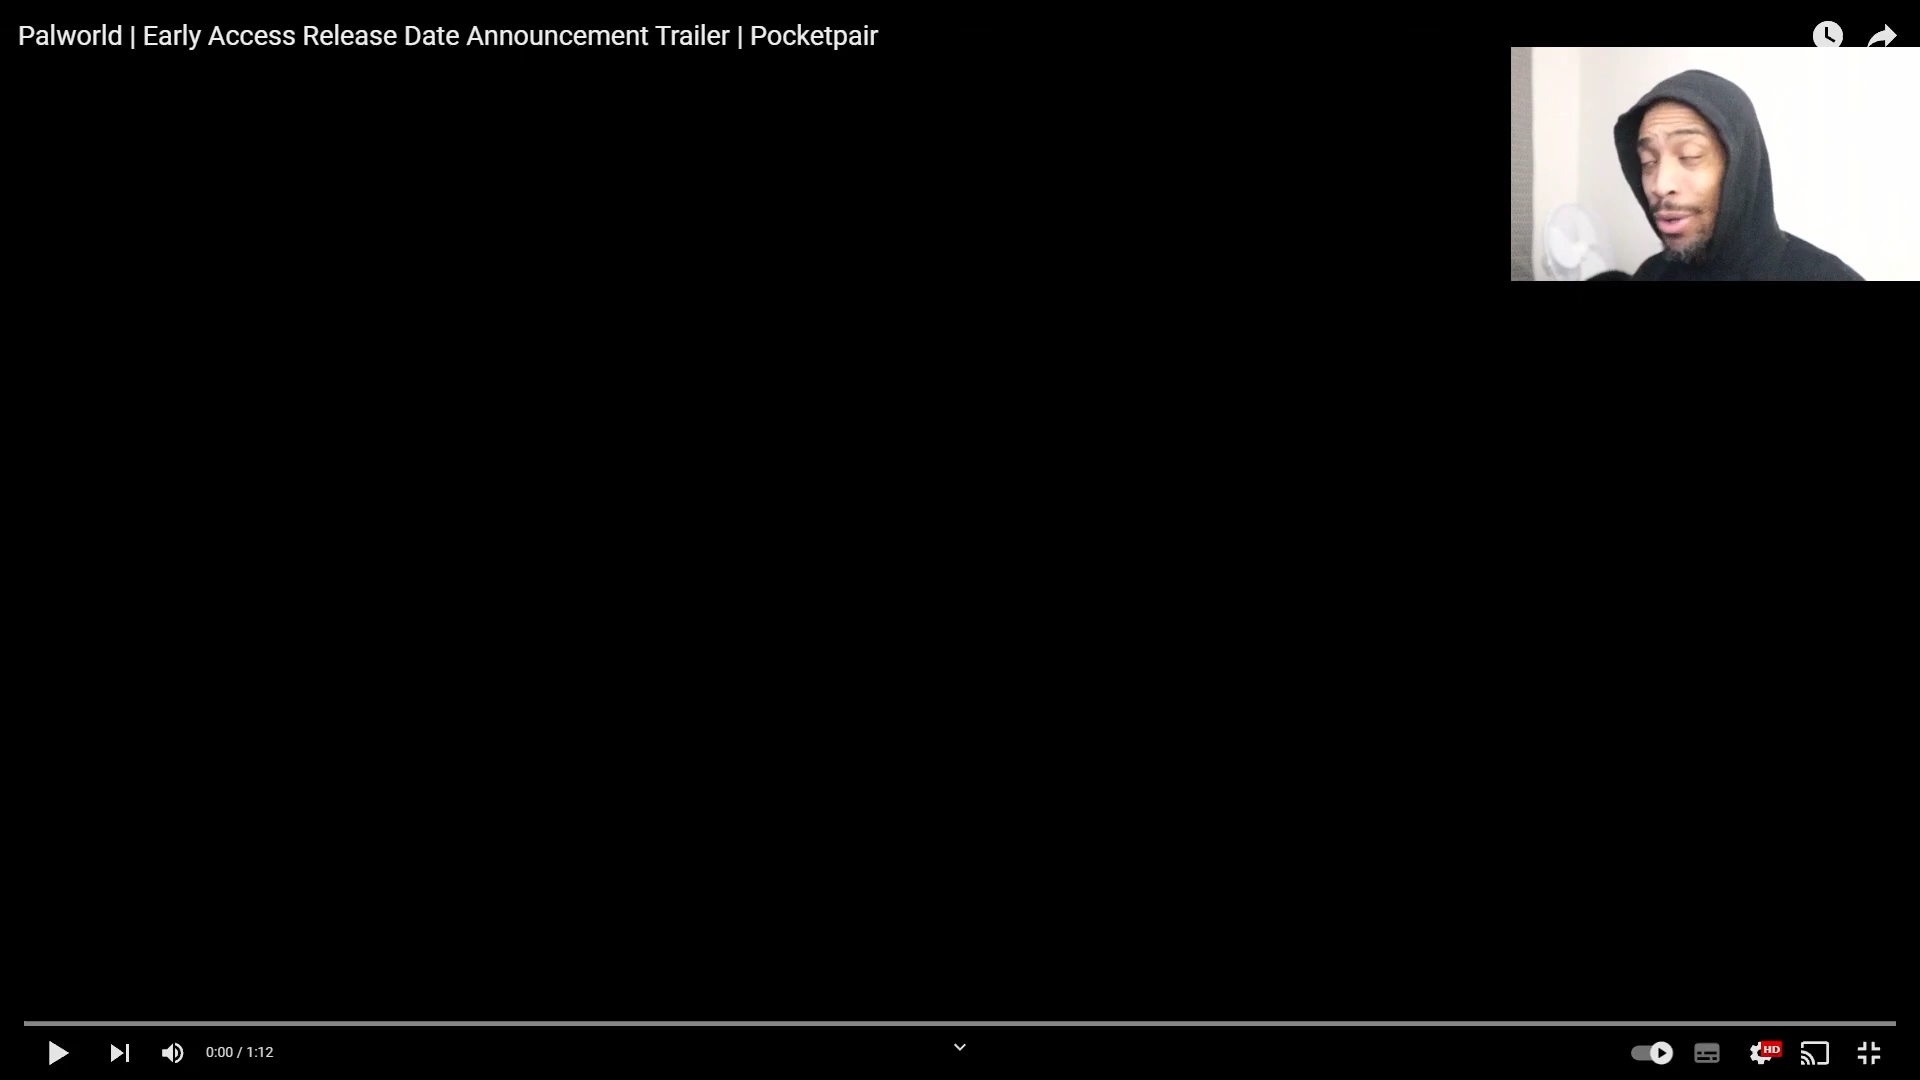 Palworld | Early Access Release Date Announcement Trailer | Pocketpair
0:00 / 1:12
HD